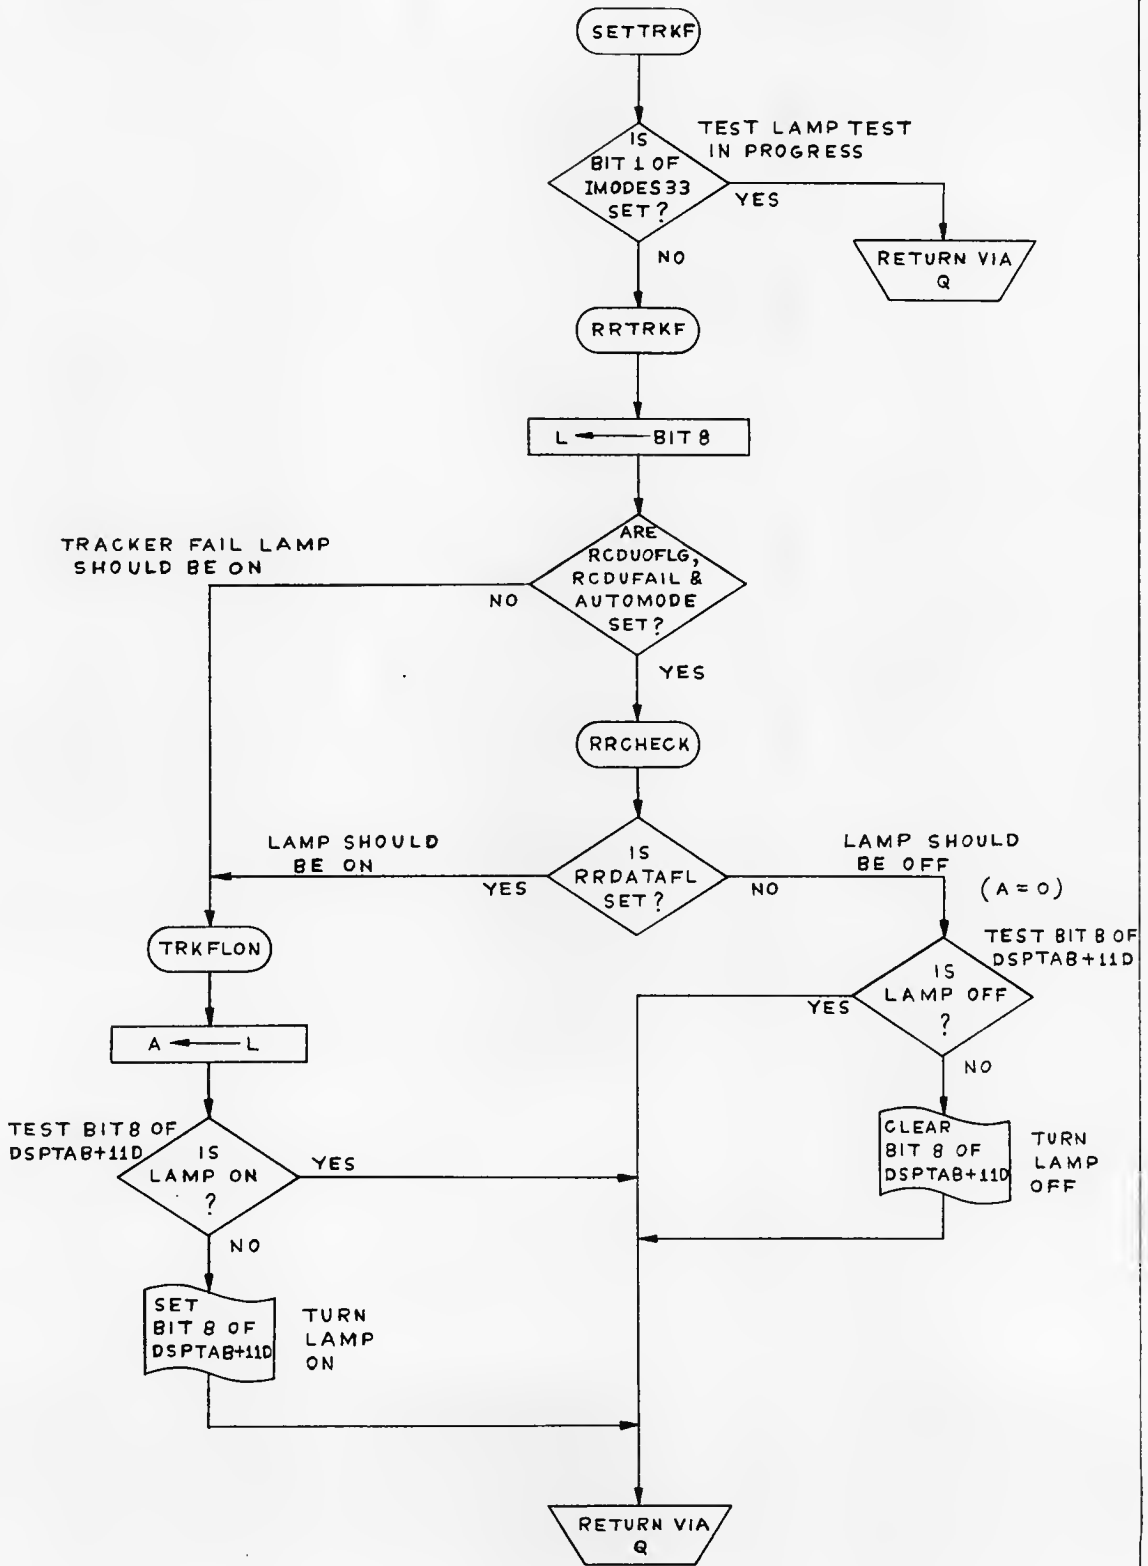 SETTRKF
IS
BIT 1 OF
IMODES33
SET?
TEST LAMP TEST
IN PROGRESS
YES
RETURN VIA
Q
NO
RRTRKF
L ← BIT 8
ARE
RCDUOFLG,
RCDUFAIL &
AUTOMODE
SET?
TRACKER FAIL LAMP
SHOULD BE ON
NO
YES
RRCHECK
IS
RRDATAFL
SET?
LAMP SHOULD
BE ON
YES
LAMP SHOULD
BE OFF
NO
(A=0)
TRKFLON
TEST BIT 8 OF
DSPTAB+11D
IS
LAMP OFF
?
YES
NO
A ← L
CLEAR
BIT 8 OF
DSPTAB+11D
TURN
LAMP
OFF
TEST BIT 8 OF
DSPTAB+11D
IS
LAMP ON
?
YES
NO
SET
BIT 8 OF
DSPTAB+11D
TURN
LAMP
ON
RETURN VIA
Q